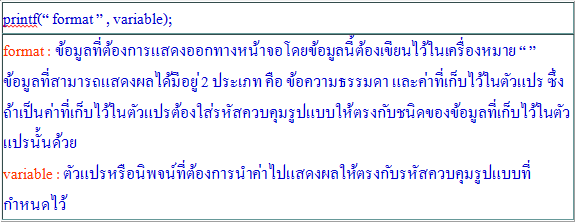 printf(“ format ” , variable);
format : ข้อมูลที่ต้องการแสดงออกทางหน้าจอโดยข้อมูลนี้ต้องเขียนไว้ในเครื่องหมาย “ ”
ข้อมูลที่สามารถแสดงผลได้มีอยู่ 2 ประเภท คือ ข้อความธรรมดา และค่าที่เก็บไว้ในตัวแปร ซึ่ง
ถ้าเป็นค่าที่เก็บไว้ในตัวแปรต้องใส่รหัสควบคุมรูปแบบให้ตรงกับชนิดของข้อมูลที่เก็บไว้ในตัว
แปรนั้นด้วย
variable : ตัวแปรหรือนิพจน์ที่ต้องการนำค่าไปแสดงผลให้ตรงกับรหัสควบคุมรูปแบบที่
กำหนดไว้